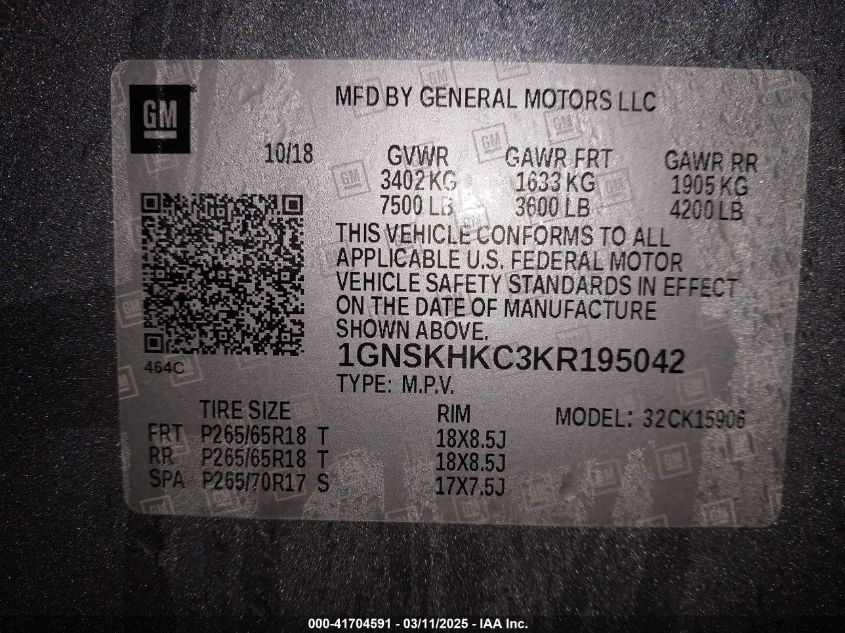 GM
MFD BY GENERAL MOTORS LLC
10/18 GVWR GAWR FRT GAWR RR
3402 KG 1633 KG 1905 KG
7500 LB 3600 LB 4200 LB
THIS VEHICLE CONFORMS TO ALL
APPLICABLE U.S. FEDERAL MOTOR
VEHICLE SAFETY STANDARDS IN EFFECT
ON THE DATE OF MANUFACTURE
SHOWN ABOVE.
464C
1GNSKHKC3KR195042
TYPE: M.P.V.
TIRE SIZE RIM MODEL: 32CK15906
FRT P265/65R18 T 18X8.5J
RR P265/65R18 T 18X8.5J
SPA P265/70R17 S 17X7.5J
000-41704591 - 03/11/2025 - IAA Inc.